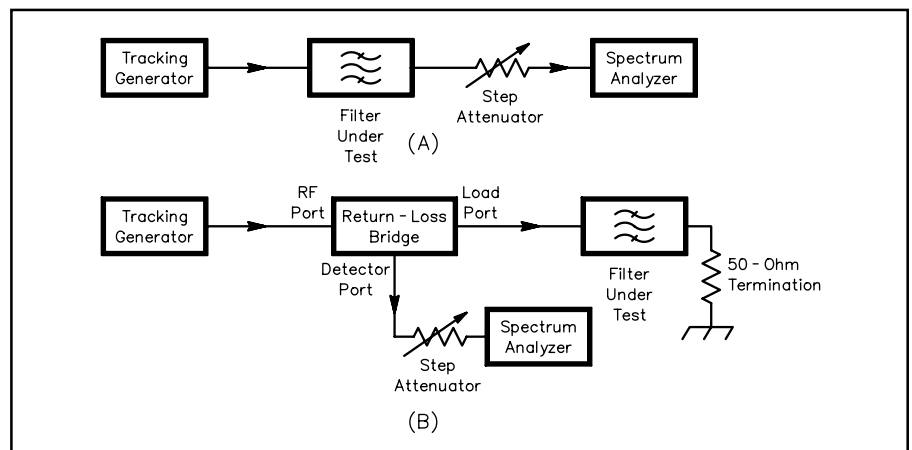 Tracking
Generator
Filter
Under
Test
Step
Attenuator
Spectrum
Analyzer
(A)
Tracking
Generator
RF
Port
Return-Loss
Bridge
Load
Port
Detector
Port
Filter
Under
Test
50-Ohm
Termination
Step
Attenuator
Spectrum
Analyzer
(B)